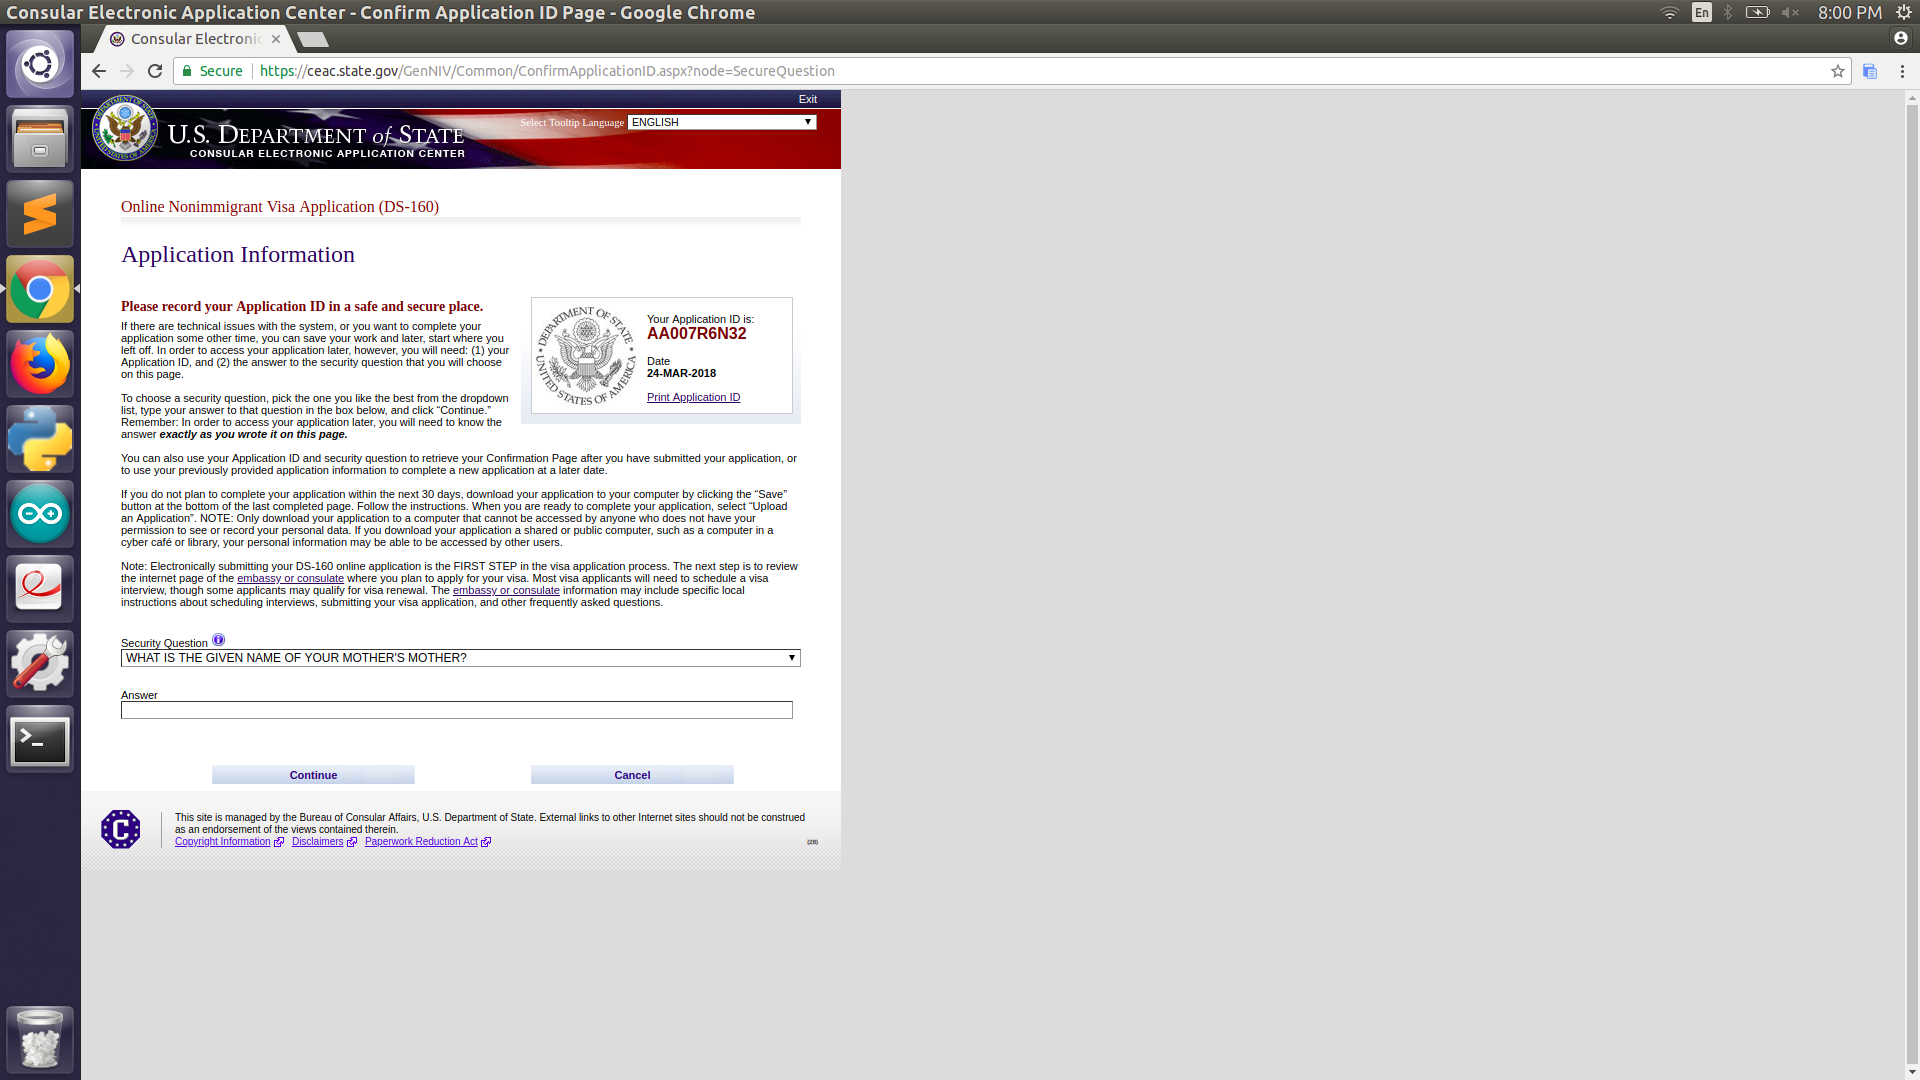 Consular Electronic Application Center - Confirm Application ID Page - Google Chrome
En
8:00 PM
Consular Electronic
Secure
https://ceac.state.gov/GenNIV/Common/ConfirmApplicationID.aspx?node=SecureQuestion
Exit
U.S. DEPARTMENT of STATE
CONSULAR ELECTRONIC APPLICATION CENTER
Select Tooltip Language
ENGLISH
Online Nonimmigrant Visa Application (DS-160)
Application Information
Please record your Application ID in a safe and secure place.
If there are technical issues with the system, or you want to complete your
application some other time, you can save your work and later, start where you
left off. In order to access your application later, however, you will need: (1) your
Application ID, and (2) the answer to the security question that you will choose
on this page.
To choose a security question, pick the one you like the best from the dropdown
list, type your answer to that question in the box below, and click “Continue.”
Remember: In order to access your application later, you will need to know the
answer exactly as you wrote it on this page.
DEPARTMENT OF STATE
UNITED STATES OF AMERICA
Your Application ID is:
AA007R6N32
Date
24-MAR-2018
Print Application ID
You can also use your Application ID and security question to retrieve your Confirmation Page after you have submitted your application, or
to use your previously provided application information to complete a new application at a later date.
If you do not plan to complete your application within the next 30 days, download your application to your computer by clicking the “Save”
button at the bottom of the last completed page. Follow the instructions. When you are ready to complete your application, select “Upload
an Application”. NOTE: Only download your application to a computer that cannot be accessed by anyone who does not have your
permission to see or record your personal data. If you download your application a shared or public computer, such as a computer in a
cyber café or library, your personal information may be able to be accessed by other users.
Note: Electronically submitting your DS-160 online application is the FIRST STEP in the visa application process. The next step is to review
the internet page of the embassy or consulate where you plan to apply for your visa. Most visa applicants will need to schedule a visa
interview, though some applicants may qualify for visa renewal. The embassy or consulate information may include specific local
instructions about scheduling interviews, submitting your visa application, and other frequently asked questions.
Security Question
WHAT IS THE GIVEN NAME OF YOUR MOTHER'S MOTHER?
Answer
Continue
Cancel
This site is managed by the Bureau of Consular Affairs, U.S. Department of State. External links to other Internet sites should not be construed
as an endorsement of the views contained therein.
Copyright Information Disclaimers Paperwork Reduction Act
(28)